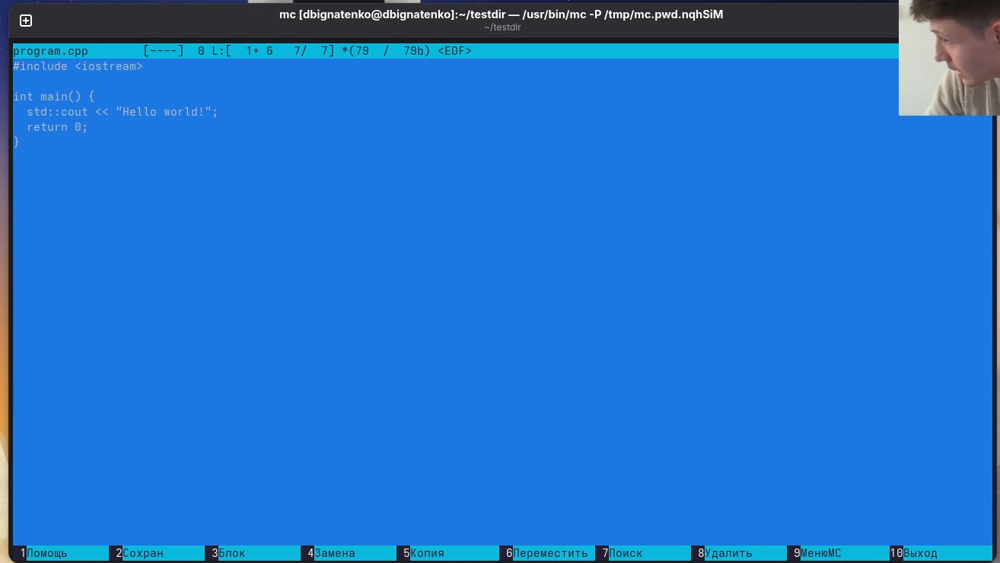 mc [dbignatenko@dbignatenko]:~/testdir — /usr/bin/mc -P /tmp/mc.pwd.nqhSiM
~/testdir
program.cpp        [----]  0 L:[  1+ 6   7/  7] *(79  /  79b) <EOF>
#include <iostream>

int main() {
  std::cout << "Hello world!";
  return 0;
}
1Помощь 2Сохран 3Блок 4Замена 5Копия 6Переместить 7Поиск 8Удалить 9МенюМС 10Выход